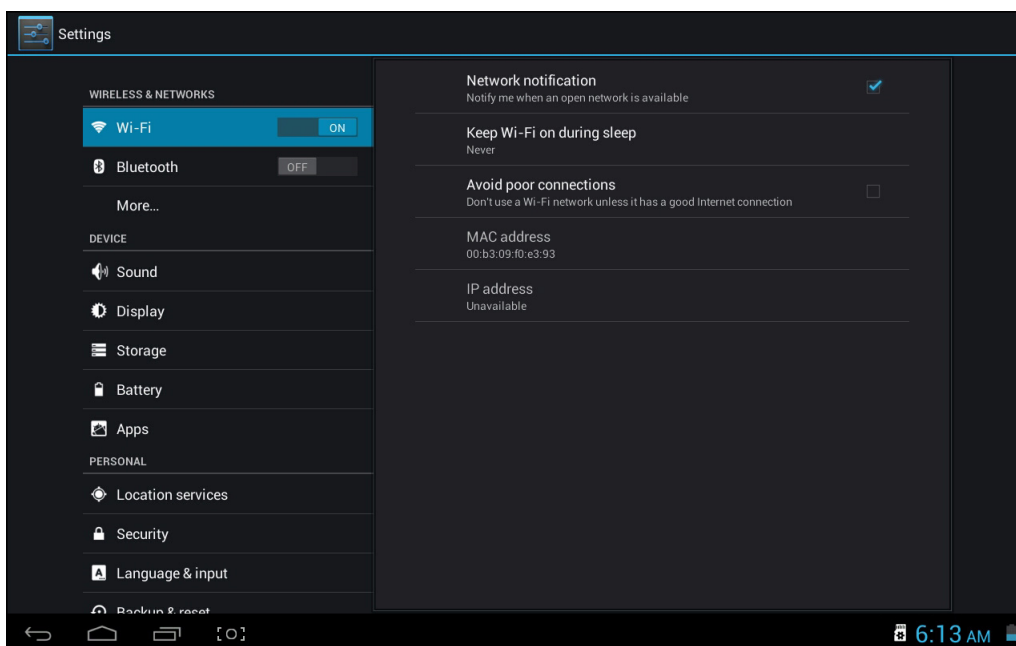 Settings
WIRELESS & NETWORKS
Wi-Fi
ON
Bluetooth
OFF
More...
DEVICE
Sound
Display
Storage
Battery
Apps
PERSONAL
Location services
Security
Language & input
Backup & reset
Network notification
Notify me when an open network is available
Keep Wi-Fi on during sleep
Never
Avoid poor connections
Don't use a Wi-Fi network unless it has a good Internet connection
MAC address
00:b3:09:f0:e3:93
IP address
Unavailable
6:13 AM